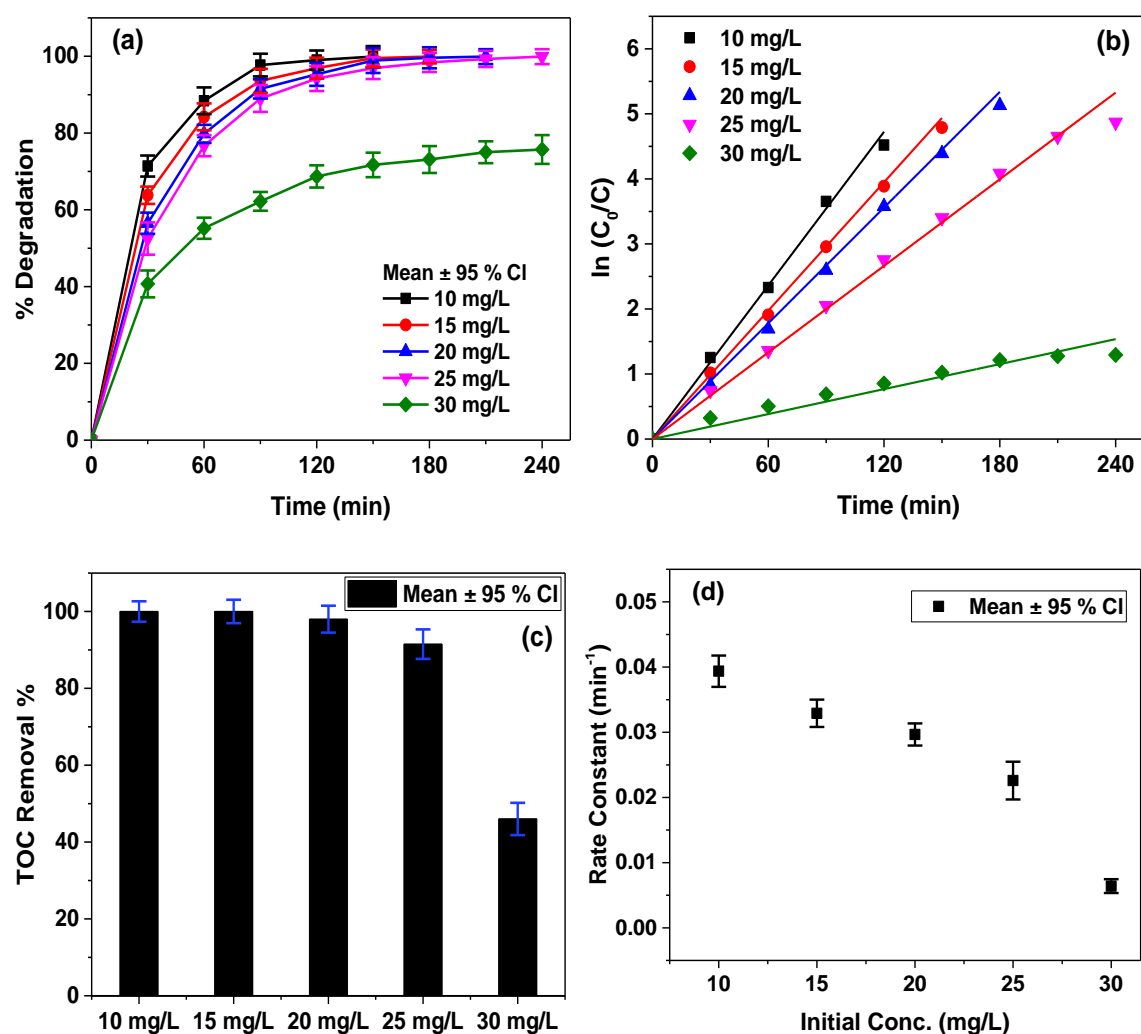 (a)
100
80
60
40
20
0
% Degradation
Mean ± 95 % CI
10 mg/L
15 mg/L
20 mg/L
25 mg/L
30 mg/L
0 60 120 180 240
Time (min)
(b)
10 mg/L
15 mg/L
20 mg/L
25 mg/L
30 mg/L
6
5
4
3
2
1
0
ln (C₀/C)
0 60 120 180 240
Time (min)
Mean ± 95 % CI
(c)
100
80
60
40
20
0
TOC Removal %
10 mg/L 15 mg/L 20 mg/L 25 mg/L 30 mg/L
(d)
Mean ± 95 % CI
0.05
0.04
0.03
0.02
0.01
0.00
Rate Constant (min⁻¹)
10 15 20 25 30
Initial Conc. (mg/L)